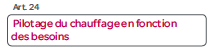 Art. 24
Pilotage du chauffage en fonction
des besoins